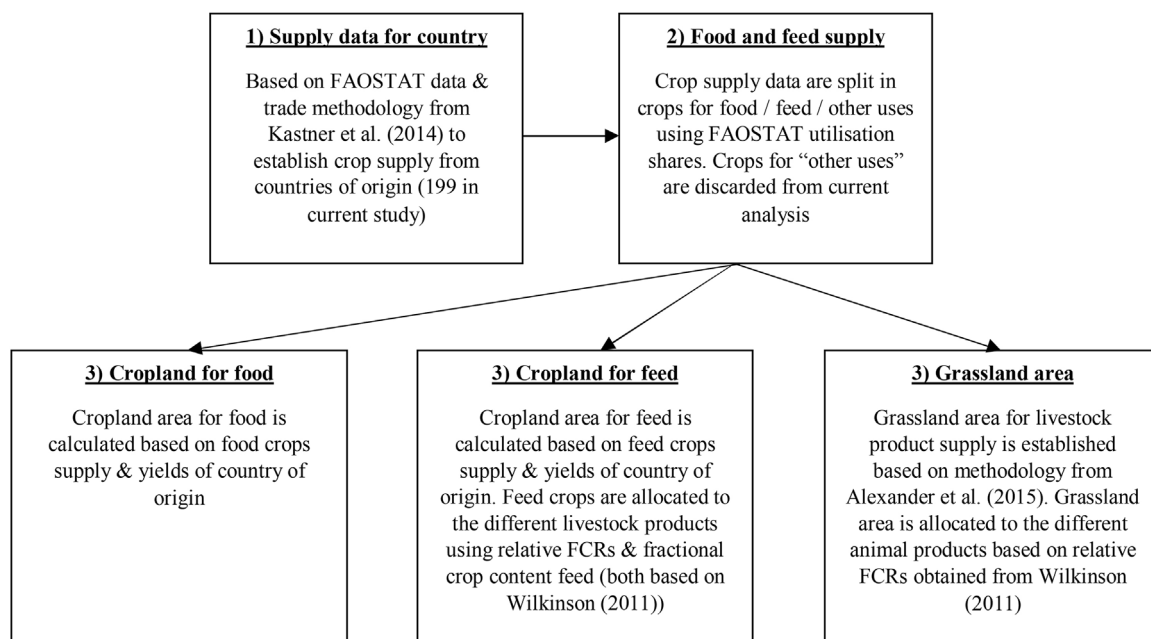 1) Supply data for country
Based on FAOSTAT data &
trade methodology from
Kastner et al. (2014) to
establish crop supply from
countries of origin (199 in
current study)
2) Food and feed supply
Crop supply data are split in
crops for food / feed / other uses
using FAOSTAT utilisation
shares. Crops for “other uses”
are discarded from current
analysis
3) Cropland for food
Cropland area for food is
calculated based on food crops
supply & yields of country of
origin
3) Cropland for feed
Cropland area for feed is
calculated based on feed crops
supply & yields of country of
origin. Feed crops are allocated to
the different livestock products
using relative FCRs & fractional
crop content feed (both based on
Wilkinson (2011))
3) Grassland area
Grassland area for livestock
product supply is established
based on methodology from
Alexander et al. (2015). Grassland
area is allocated to the different
animal products based on relative
FCRs obtained from Wilkinson
(2011)